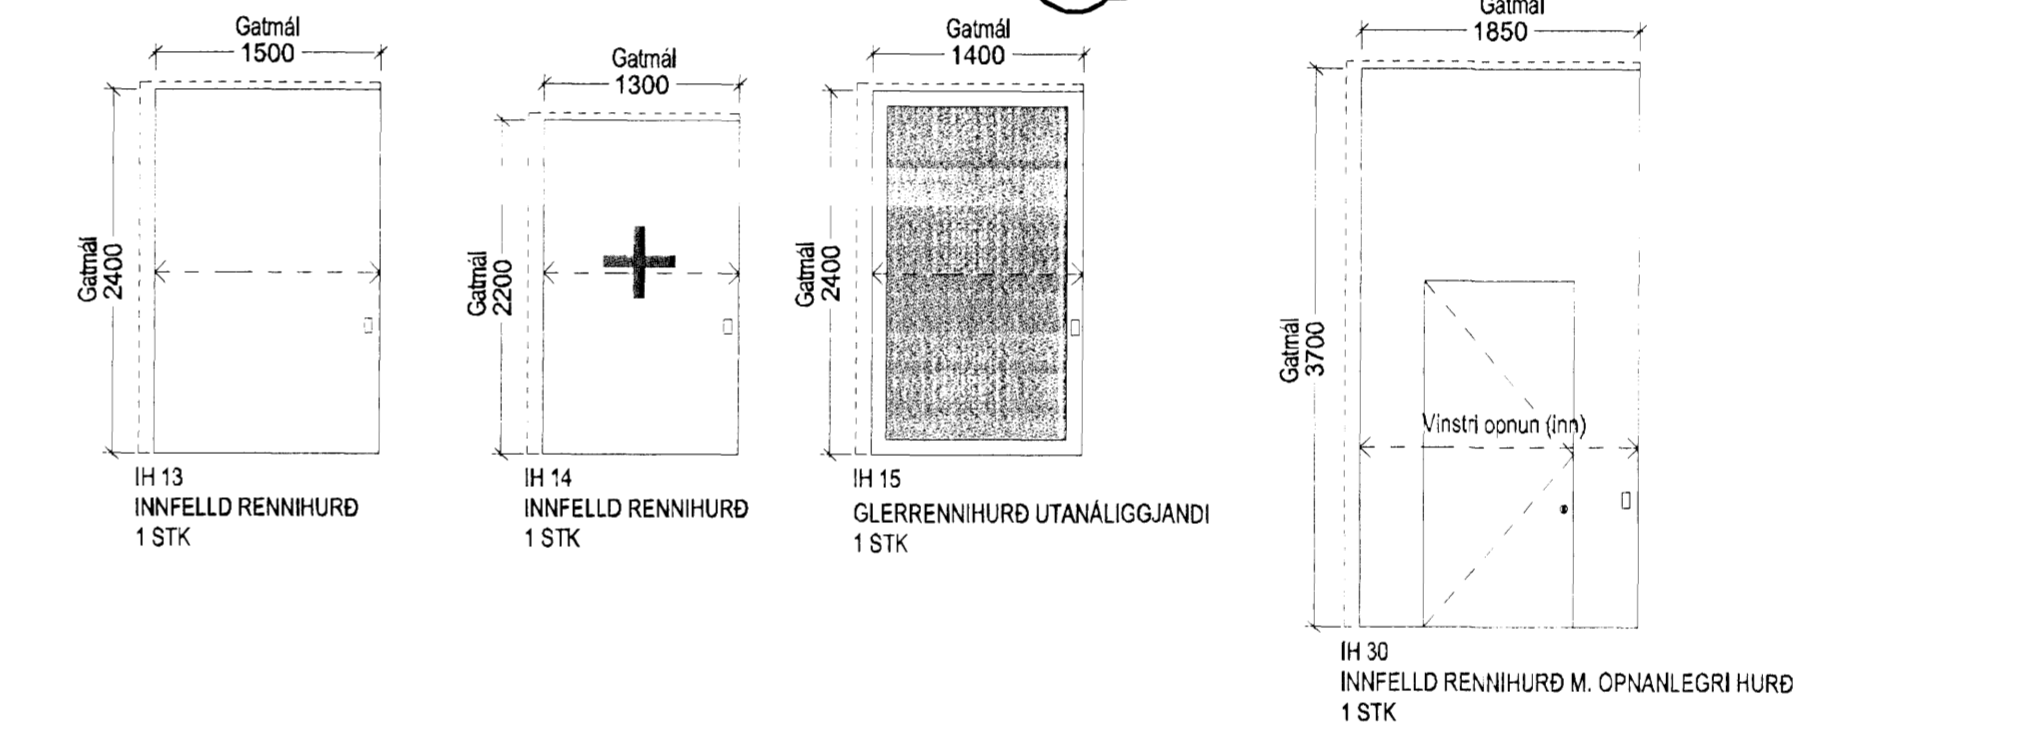 Gatmál
1500
Gatmál
2400
IH 13
INNFELLD RENNIHURÐ
1 STK
Gatmál
1300
Gatmál
2200
IH 14
INNFELLD RENNIHURÐ
1 STK
Gatmál
1400
Gatmál
2400
IH 15
GLERRENNIHURÐ UTANÁLIGGJANDI
1 STK
Gatmál
1850
Gatmál
3700
Vinstri opnun (inn)
IH 30
INNFELLD RENNIHURÐ M. OPNANLEGRI HURÐ
1 STK